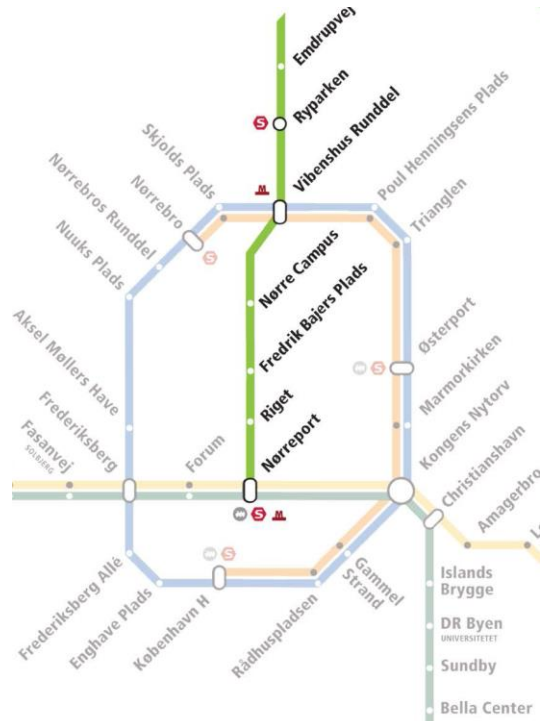 Emdrupvej
Ryparken
S
Vibenshus Runddel
M
Poul Henningsens Plads
Trianglen
Skjolds Plads
Nørrebro
S
Nørrebros Runddel
Nuuks Plads
Nørre Campus
Fredrik Bajers Plads
Riget
Nørreport
S
M
Østerport
S
Marmorkirken
Kongens Nytorv
Christianshavn
Amagerbro
Aksel Møllers Have
Frederiksberg
Fasanvej
SOLBJERG
Forum
Frederiksberg Allé
Enghave Plads
København H
S
Rådhuspladsen
Gammel
Strand
Islands
Brygge
DR Byen
UNIVERSITETET
Sundby
Bella Center